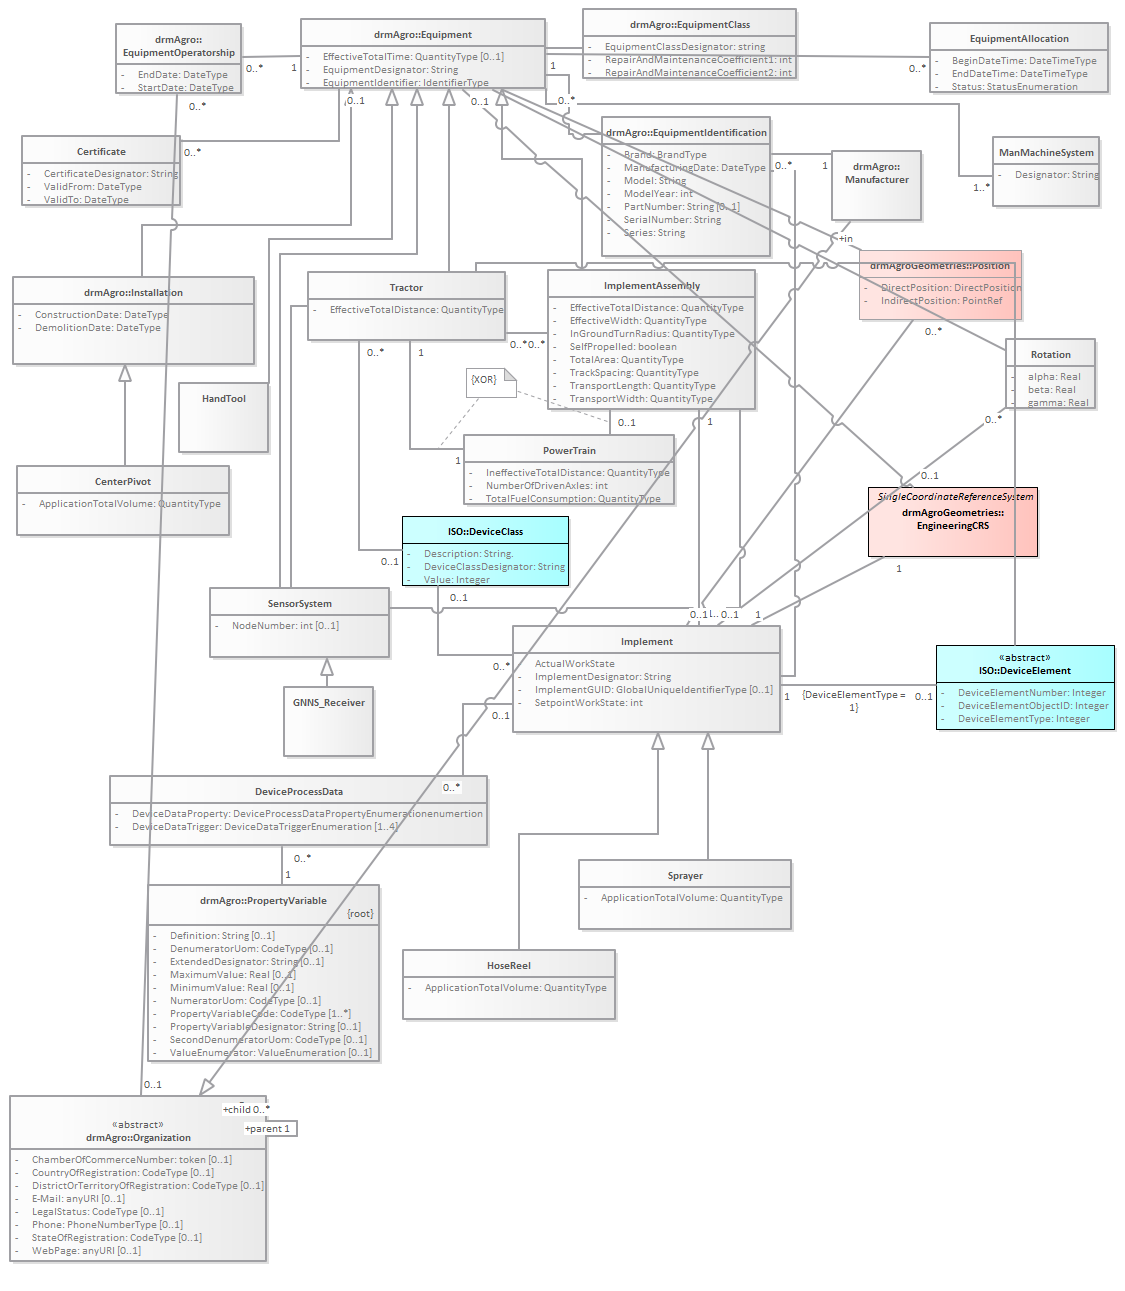 drmAgro::
EquipmentOperatorship
- EndDate: DateType
- StartDate: DateType
0..*
1
0..*
drmAgro::Equipment
- EffectiveTotalTime: QuantityType [0..1]
- EquipmentDesignator: String
- EquipmentIdentifier: IdentifierType
0..1
0..1
1
0..*
drmAgro::EquipmentClass
- EquipmentClassDesignator: string
- RepairAndMaintenanceCoefficient1: int
- RepairAndMaintenanceCoefficient2: int
0..*
EquipmentAllocation
- BeginDateTime: DateTimeType
- EndDateTime: DateTimeType
- Status: StatusEnumeration
Certificate
- CertificateDesignator: String
- ValidFrom: DateType
- ValidTo: DateType
0..*
drmAgro::EquipmentIdentification
- Brand: BrandType
- ManufacturingDate: DateType
- Model: String
- ModelYear: int
- PartNumber: String [0..1]
- SerialNumber: String
- Series: String
0..*
1
drmAgro::
Manufacturer
ManMachineSystem
- Designator: String
1..*
+in
drmAgroGeometries::Position
- DirectPosition: DirectPosition
- IndirectPosition: PointRef
0..*
drmAgro::Installation
- ConstructionDate: DateType
- DemolitionDate: DateType
Tractor
- EffectiveTotalDistance: QuantityType
0..*
1
0..*
0..*
ImplementAssembly
- EffectiveTotalDistance: QuantityType
- EffectiveWidth: QuantityType
- InGroundTurnRadius: QuantityType
- SelfPropelled: boolean
- TotalArea: QuantityType
- TrackSpacing: QuantityType
- TransportLength: QuantityType
- TransportWidth: QuantityType
0..1
1
Rotation
- alpha: Real
- beta: Real
- gamma: Real
0..*
{XOR}
HandTool
1
PowerTrain
- IneffectiveTotalDistance: QuantityType
- NumberOfDrivenAxles: int
- TotalFuelConsumption: QuantityType
CenterPivot
- ApplicationTotalVolume: QuantityType
0..1
SingleCoordinateReferenceSystem
drmAgroGeometries::
EngineeringCRS
1
ISO::DeviceClass
- Description: String.
- DeviceClassDesignator: String
- Value: Integer
0..1
0..1
SensorSystem
- NodeNumber: int [0..1]
0..1
0..1
1
Implement
- ActualWorkState
- ImplementDesignator: String
- ImplementGUID: GlobalUniqueIdentifierType [0..1]
- SetpointWorkState: int
0..*
0..1
1
{DeviceElementType =
1}
0..1
«abstract»
ISO::DeviceElement
- DeviceElementNumber: Integer
- DeviceElementObjectID: Integer
- DeviceElementType: Integer
GNNS_Receiver
0..*
DeviceProcessData
- DeviceDataProperty: DeviceProcessDataPropertyEnumerationenumertion
- DeviceDataTrigger: DeviceDataTriggerEnumeration [1..4]
0..*
1
drmAgro::PropertyVariable
{root}
- Definition: String [0..1]
- DenumeratorUom: CodeType [0..1]
- ExtendedDesignator: String [0..1]
- MaximumValue: Real [0..1]
- MinimumValue: Real [0..1]
- NumeratorUom: CodeType [0..1]
- PropertyVariableCode: CodeType [1..*]
- PropertyVariableDesignator: String [0..1]
- SecondDenumeratorUom: CodeType [0..1]
- ValueEnumerator: ValueEnumeration [0..1]
Sprayer
- ApplicationTotalVolume: QuantityType
HoseReel
- ApplicationTotalVolume: QuantityType
0..1
+child 0..*
+parent 1
«abstract»
drmAgro::Organization
- ChamberOfCommerceNumber: token [0..1]
- CountryOfRegistration: CodeType [0..1]
- DistrictOrTerritoryOfRegistration: CodeType [0..1]
- E-Mail: anyURI [0..1]
- LegalStatus: CodeType [0..1]
- Phone: PhoneNumberType [0..1]
- StateOfRegistration: CodeType [0..1]
- WebPage: anyURI [0..1]